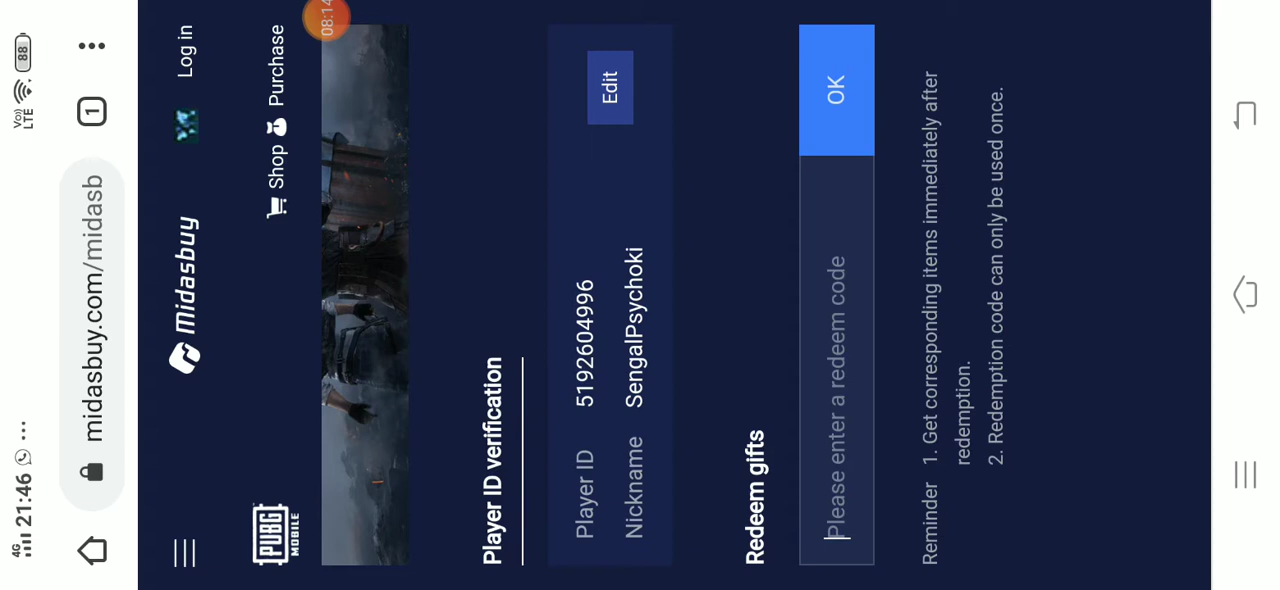 4G 21:46 VO)) LTE 88
midasbuy.com/midasb 1
midasbuy Log in
PUBG MOBILE Shop Purchase
08:14
Player ID verification
Player ID 5192604996
Nickname SengalPsychoki
Edit
Redeem gifts
Please enter a redeem code OK
Reminder 1. Get corresponding items immediately after
redemption.
2. Redemption code can only be used once.